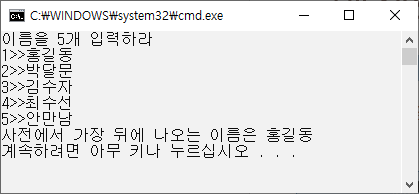 C:₩WINDOWS₩system32₩cmd.exe
이름을 5개 입력하라
1>>홍길동
2>>박달문
3>>김수자
4>>최수선
5>>안만남
사전에서 가장 뒤에 나오는 이름은 홍길동
계속하려면 아무 키나 누르십시오 . . .